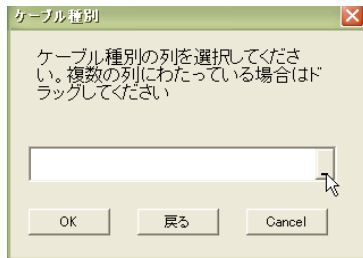 ケーブル種別
ケーブル種別の列を選択してくださ
い。複数の列にわたっている場合はド
ラッグしてください
OK 戻る Cancel